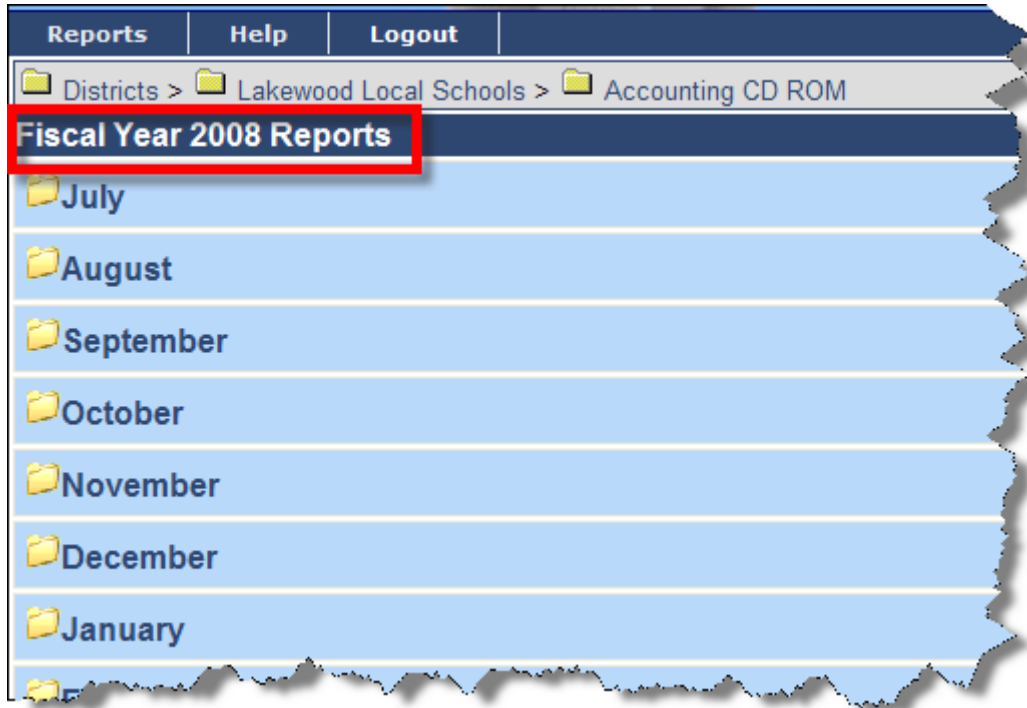 Reports Help Logout
Districts > Lakewood Local Schools > Accounting CD ROM
Fiscal Year 2008 Reports
July
August
September
October
November
December
January